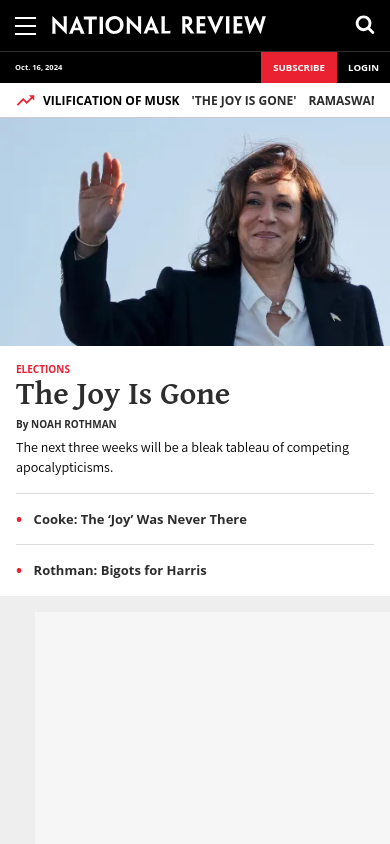 NATIONAL REVIEW
Oct. 16, 2024
SUBSCRIBE
LOGIN
VILIFICATION OF MUSK 'THE JOY IS GONE'
ELECTIONS
The Joy Is Gone
By NOAH ROTHMAN
The next three weeks will be a bleak tableau of competing
apocalypticisms.
• Cooke: The ‘Joy’ Was Never There
• Rothman: Bigots for Harris